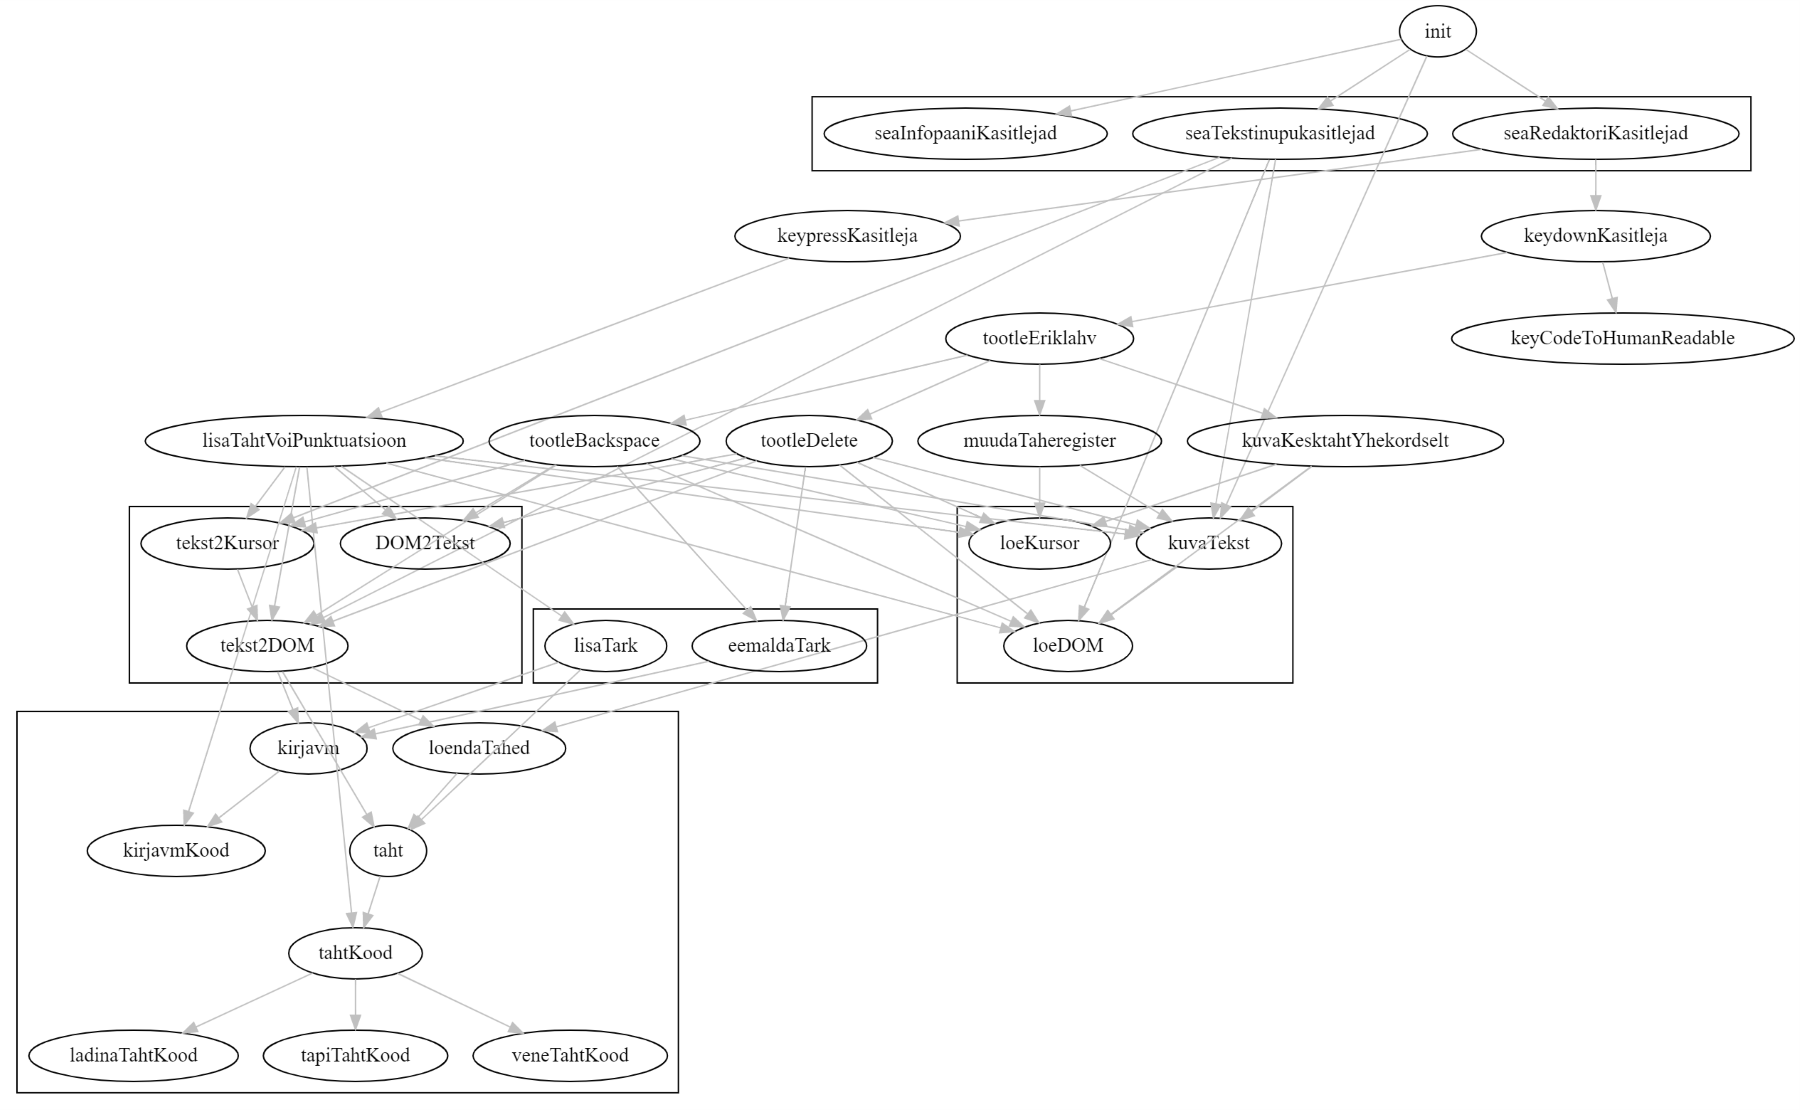 init
seaInfopaaniKasitlejad
seaTekstinupukasitlejad
seaRedaktoriKasitlejad
keypressKasitleja
keydownKasitleja
tootleEriklahv
keyCodeToHumanReadable
lisaTahtVoiPunktuatsioon
tootleBackspace
tootleDelete
muudaTaheregister
kuvaKesktahtYhekordselt
tekst2Kursor
DOM2Tekst
loeKursor
kuvaTekst
tekst2DOM
lisaTark
eemaldaTark
loeDOM
kirjavm
loendaTahed
kirjavmKood
taht
tahtKood
ladinaTahtKood
tapiTahtKood
veneTahtKood